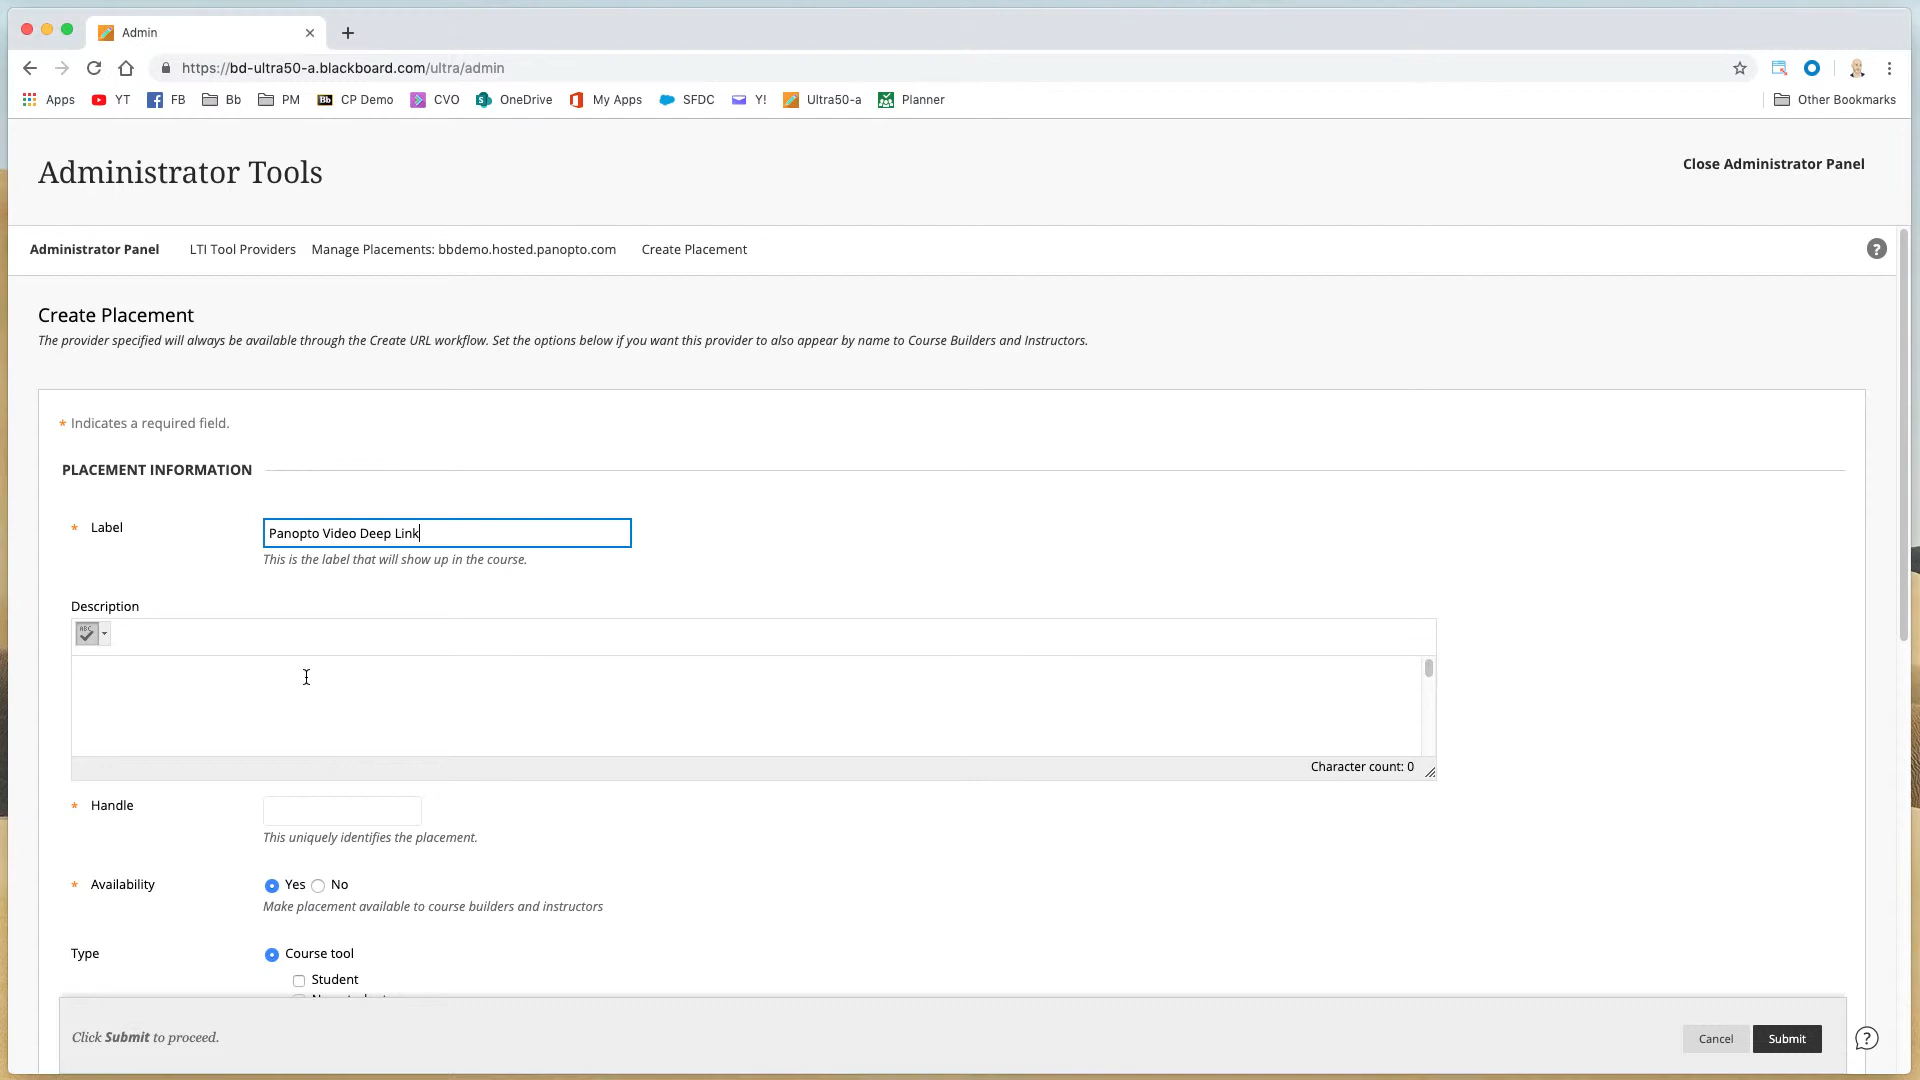 Admin
https://bd-ultra50-a.blackboard.com/ultra/admin
Apps YT FB Bb PM Bb CP Demo CVO OneDrive My Apps SFDC Y! Ultra50-a Planner Other Bookmarks
Administrator Tools
Close Administrator Panel
Administrator Panel LTI Tool Providers Manage Placements: bbdemo.hosted.panopto.com Create Placement
?
Create Placement
The provider specified will always be available through the Create URL workflow. Set the options below if you want this provider to also appear by name to Course Builders and Instructors.
* Indicates a required field.
PLACEMENT INFORMATION
* Label Panopto Video Deep Link
This is the label that will show up in the course.
Description
ABC
Character count: 0
* Handle
This uniquely identifies the placement.
* Availability Yes No
Make placement available to course builders and instructors
Type Course tool
Student
Click Submit to proceed.
Cancel Submit ?